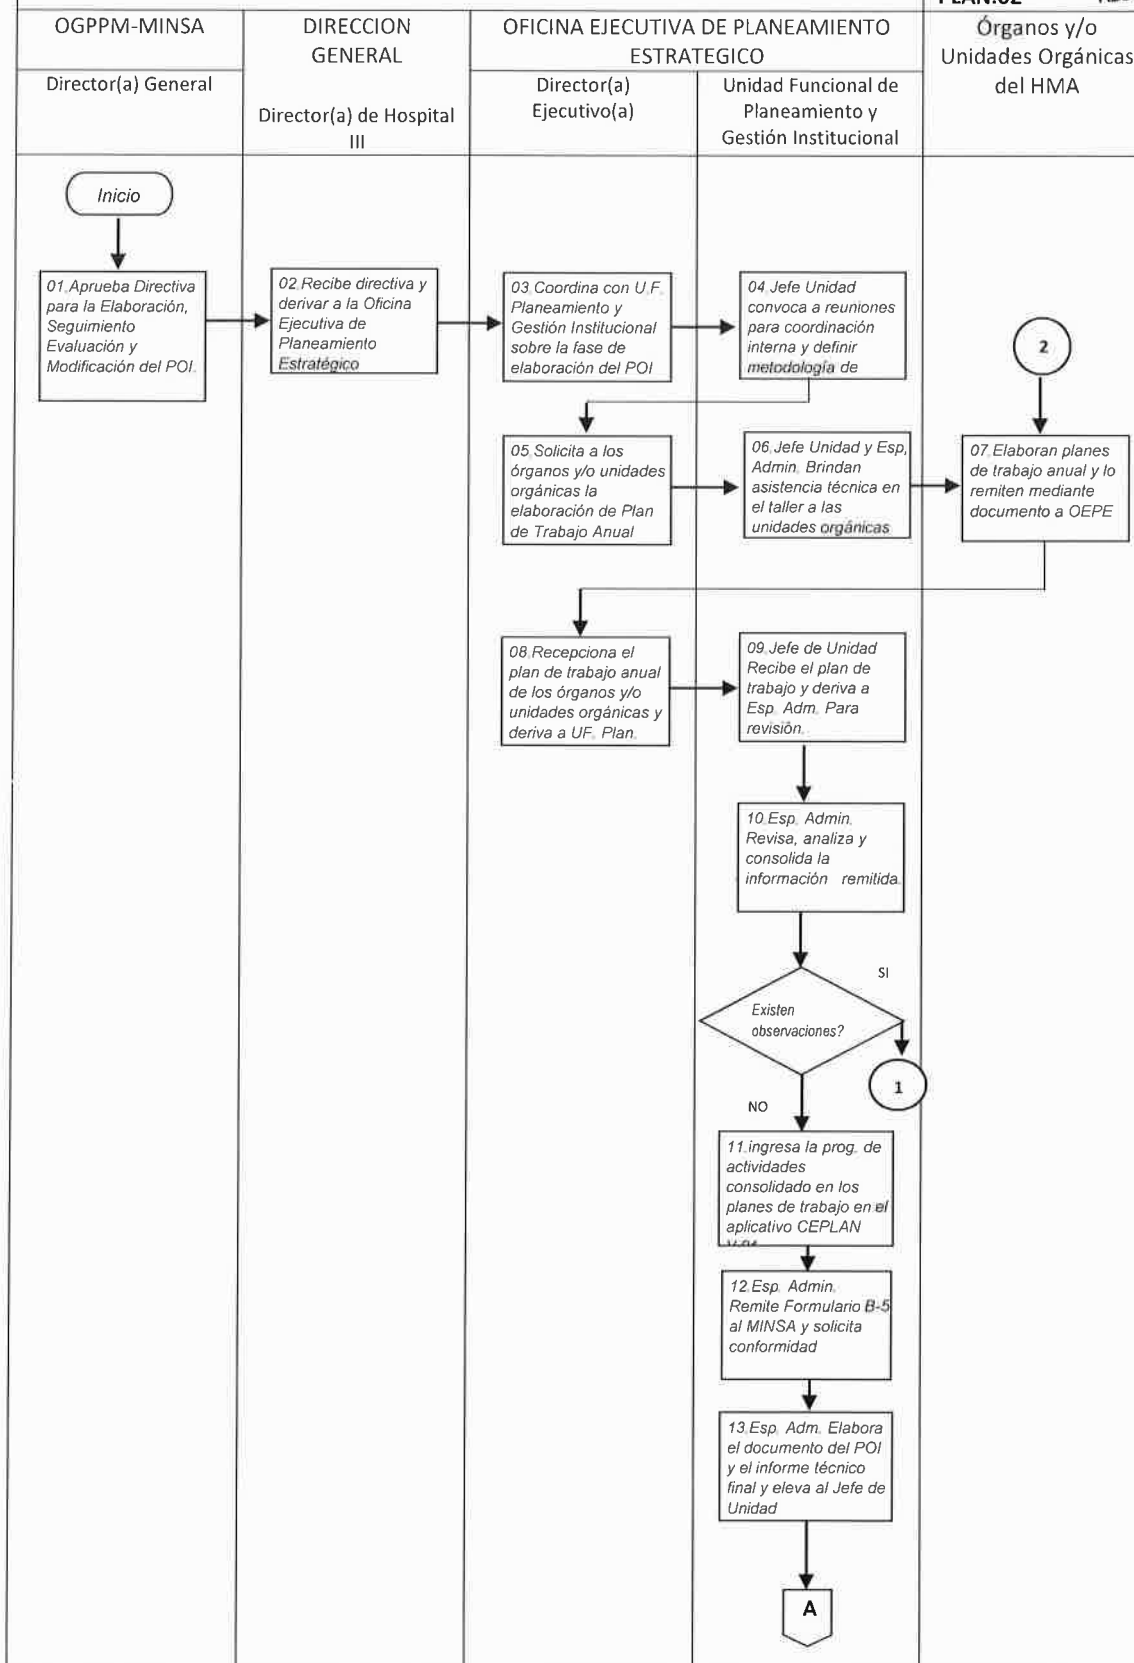 PLAN.02
OGPPM-MINSA
Director(a) General
DIRECCION
GENERAL
Director(a) de Hospital
III
OFICINA EJECUTIVA DE PLANEAMIENTO
ESTRATEGICO
Director(a)
Ejecutivo(a)
Unidad Funcional de
Planeamiento y
Gestión Institucional
Órganos y/o
Unidades Orgánicas
del HMA
Inicio
01.Aprueba Directiva
para la Elaboración,
Seguimiento
Evaluación y
Modificación del POI.
02.Recibe directiva y
derivar a la Oficina
Ejecutiva de
Planeamiento
Estratégico
03.Coordina con U.F.
Planeamiento y
Gestión Institucional
sobre la fase de
elaboración del POI
04.Jefe Unidad
convoca a reuniones
para coordinación
interna y definir
metodología de
2
05.Solicita a los
órganos y/o unidades
orgánicas la
elaboración de Plan
de Trabajo Anual
06.Jefe Unidad y Esp,
Admin. Brindan
asistencia técnica en
el taller a las
unidades orgánicas
07.Elaboran planes
de trabajo anual y lo
remiten mediante
documento a OEPE
08.Recepciona el
plan de trabajo anual
de los órganos y/o
unidades orgánicas y
deriva a UF. Plan.
09.Jefe de Unidad
Recibe el plan de
trabajo y deriva a
Esp. Adm. Para
revisión.
10.Esp. Admin.
Revisa, analiza y
consolida la
información remitida.
SI
Existen
observaciones?
1
NO
11.ingresa la prog. de
actividades
consolidado en los
planes de trabajo en el
aplicativo CEPLAN
12.Esp. Admin.
Remite Formulario B-5
al MINSA y solicita
conformidad
13.Esp. Adm. Elabora
el documento del POI
y el informe técnico
final y eleva al Jefe de
Unidad
A